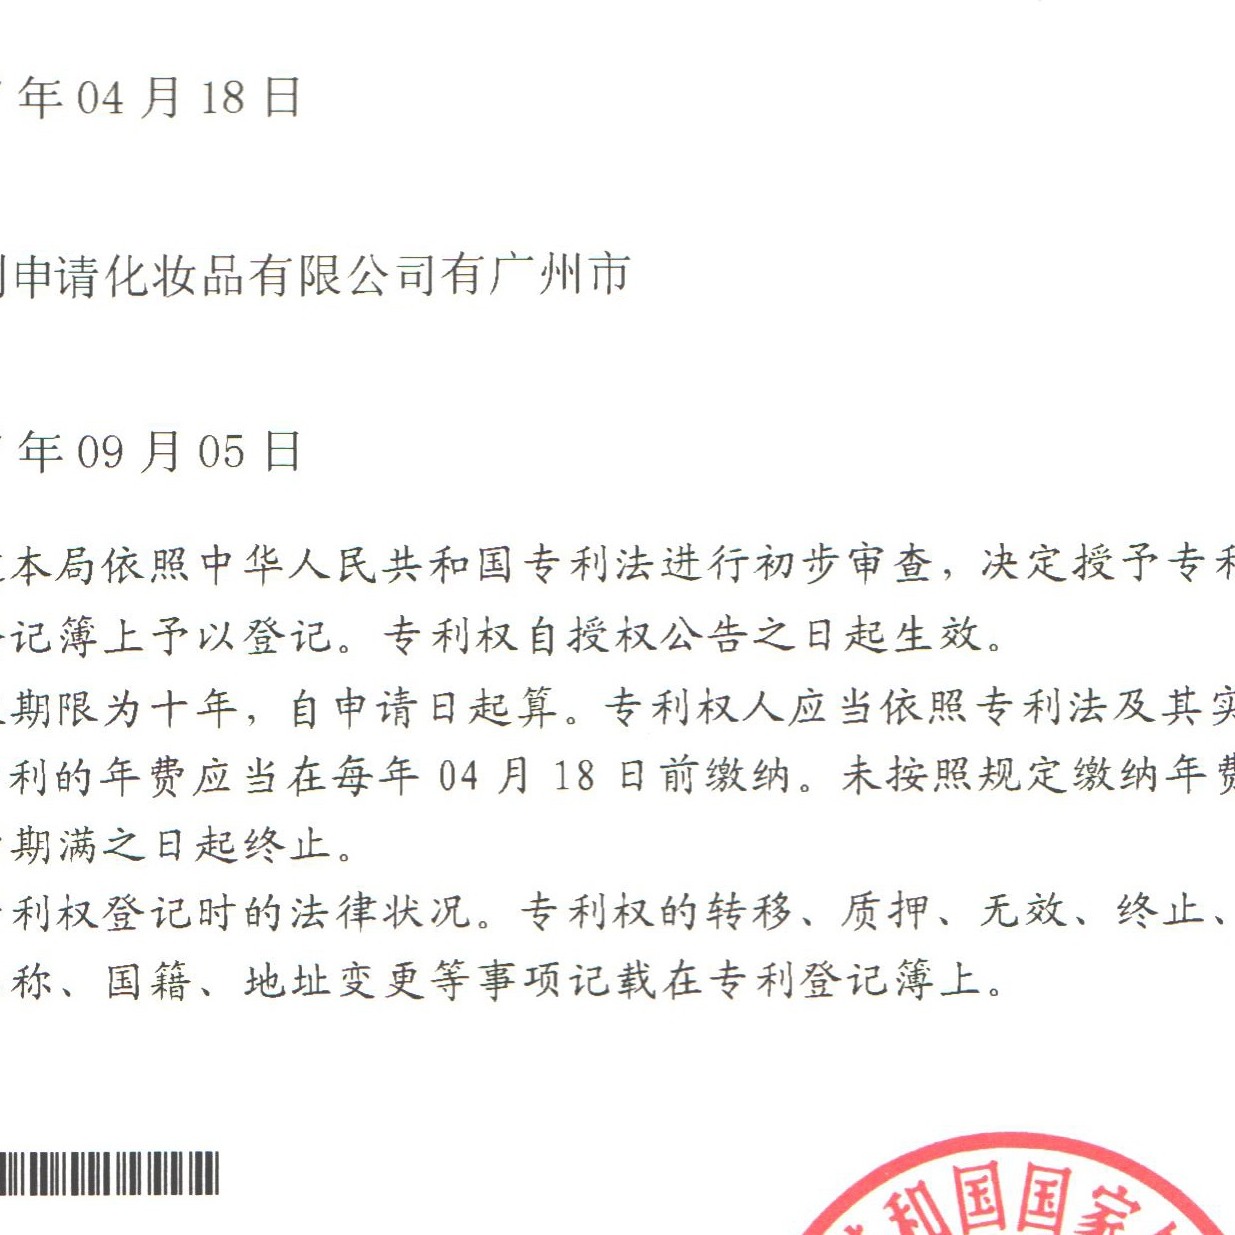 年 04 月 18 日
申请化妆品有限公司有广州市
年 09 月 05 日
本局依照中华人民共和国专利法进行初步审查，决定授予专利
记簿上予以登记。专利权自授权公告之日起生效。
期限为十年，自申请日起算。专利权人应当依照专利法及其实
利的年费应当在每年 04 月 18 日前缴纳。未按照规定缴纳年费
期满之日起终止。
利权登记时的法律状况。专利权的转移、质押、无效、终止、
称、国籍、地址变更等事项记载在专利登记簿上。
和国国家